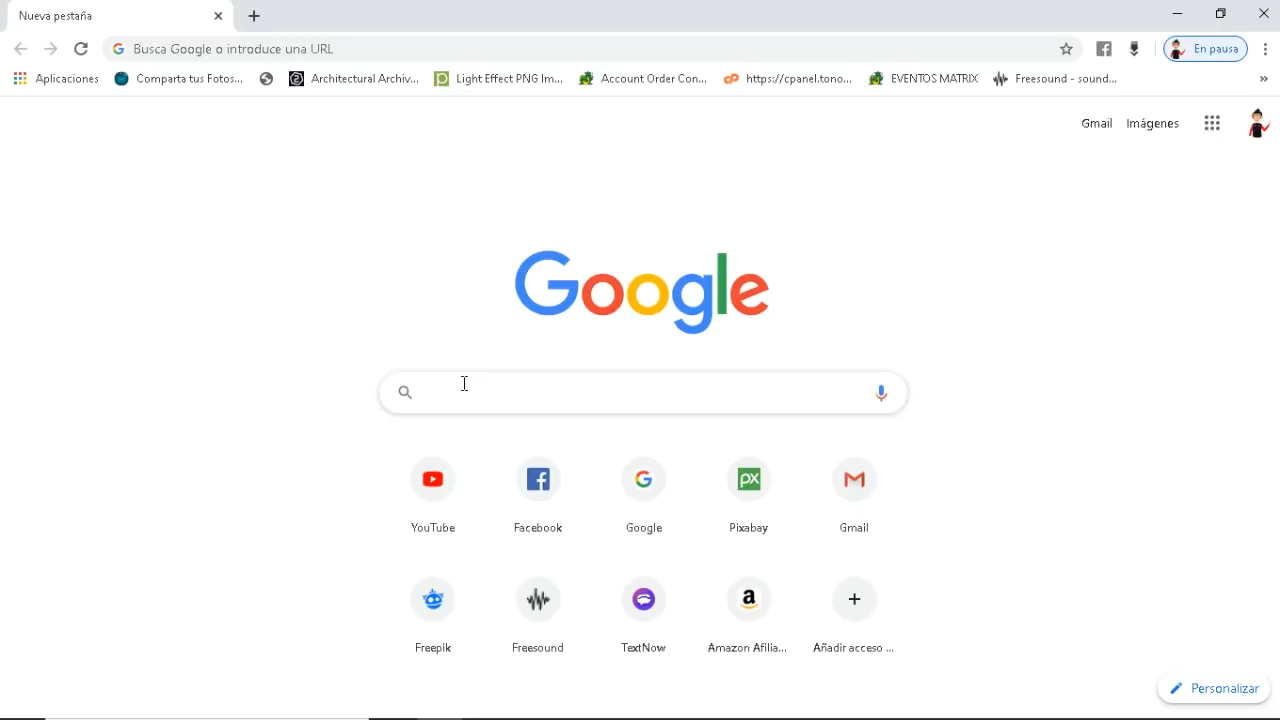 Nueva pestaña
Busca Google o introduce una URL
En pausa
Aplicaciones
Comparta tus Fotos...
Architectural Archiv...
Light Effect PNG Im...
Account Order Con...
https://cpanel.tono...
EVENTOS MATRIX
Freesound - sound...
Gmail
Imágenes
Google
YouTube
Facebook
Google
Pixabay
Gmail
Freepik
Freesound
TextNow
Amazon Afilia...
Añadir acceso ...
Personalizar